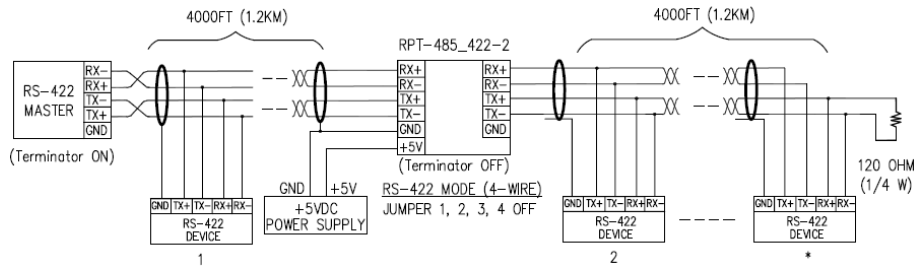 4000FT (1.2KM)
4000FT (1.2KM)
RPT-485_422-2
RS-422
MASTER
RX-
RX+
TX-
TX+
GND
(Terminator ON)
RX+
RX-
TX+
TX-
GND
+5V
RX+
RX-
TX+
TX-
GND
(Terminator OFF)
RS-422 MODE (4-WIRE)
JUMPER 1, 2, 3, 4 OFF
120 OHM
(1/4 W)
GND +5V
+5VDC
POWER SUPPLY
GND TX+ TX- RX+ RX-
RS-422
DEVICE
1
GND TX+ TX- RX+ RX-
RS-422
DEVICE
2
GND TX+ TX- RX+ RX-
RS-422
DEVICE
*